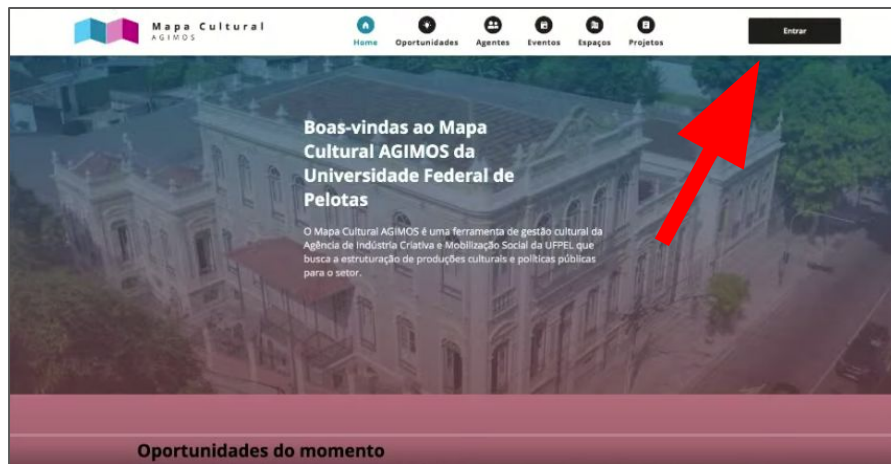 Mapa Cultural
AGIMOS
Home Oportunidades Agentes Eventos Espaços Projetos
Entrar
Boas-vindas ao Mapa
Cultural AGIMOS da
Universidade Federal de
Pelotas
O Mapa Cultural AGIMOS é uma ferramenta de gestão cultural da
Agência de Indústria Criativa e Mobilização Social da UFPEL que
busca a estruturação de produções culturais e políticas públicas
para o setor.
Oportunidades do momento